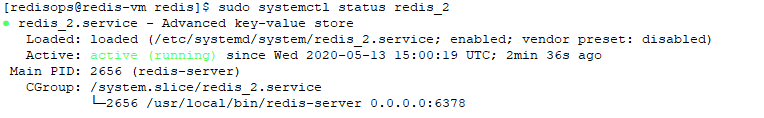 [redisops@redis-vm redis]$ sudo systemctl status redis_2
● redis_2.service - Advanced key-value store
   Loaded: loaded (/etc/systemd/system/redis_2.service; enabled; vendor preset: disabled)
   Active: active (running) since Wed 2020-05-13 15:00:19 UTC; 2min 36s ago
 Main PID: 2656 (redis-server)
   CGroup: /system.slice/redis_2.service
           └─2656 /usr/local/bin/redis-server 0.0.0.0:6378